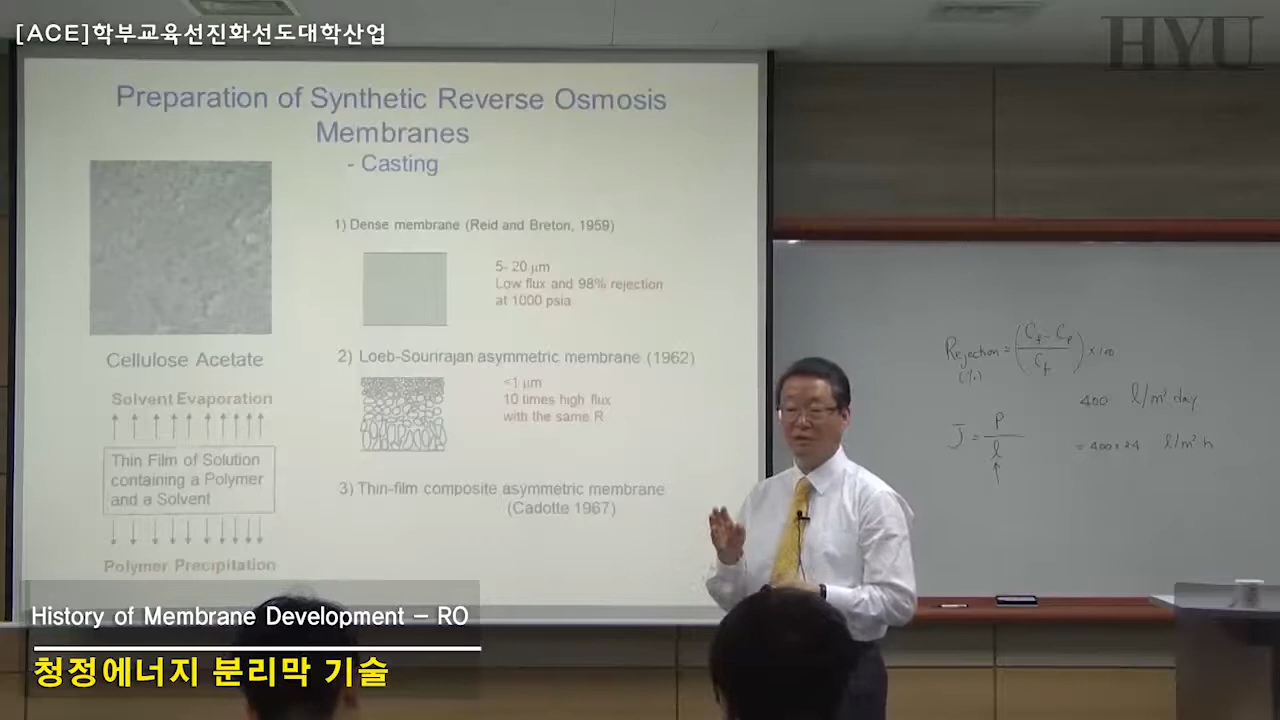 [ACE]학부교육선진화선도대학산업
HYU
Preparation of Synthetic Reverse Osmosis
Membranes
- Casting
1) Dense membrane (Reid and Breton, 1959)
5- 20 μm
Low flux and 98% rejection
at 1000 psia
Cellulose Acetate
2) Loeb-Sourirajan asymmetric membrane (1962)
<1 μm
10 times high flux
with the same R
Solvent Evaporation
Thin Film of Solution
containing a Polymer
and a Solvent
Polymer Precipitation
3) Thin-film composite asymmetric membrane
(Cadotte 1967)
Rejection = (Cf - Cp / Cf) × 100
(%)
400 l/m² day
J = P / l
= 400 × 24 l/m² h
History of Membrane Development – RO
청정에너지 분리막 기술